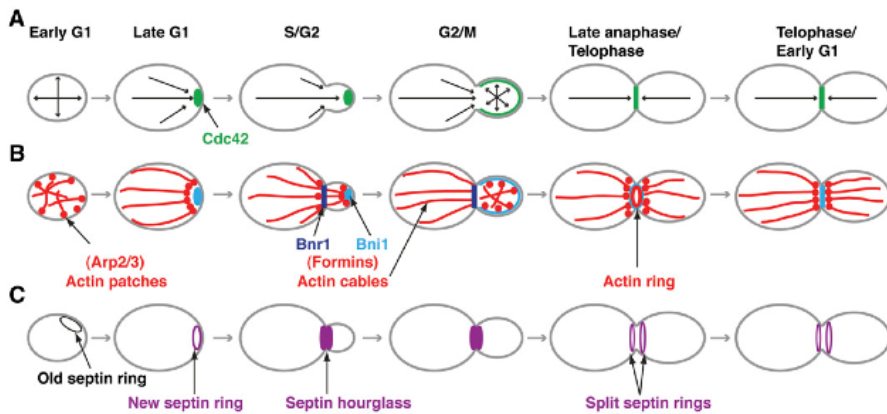 A
Early G1
Late G1
S/G2
G2/M
Late anaphase/
Telophase
Telophase/
Early G1
Cdc42
B
Bnr1
Bni1
(Arp2/3)
Actin patches
(Formins)
Actin cables
Actin ring
C
Old septin ring
New septin ring
Septin hourglass
Split septin rings